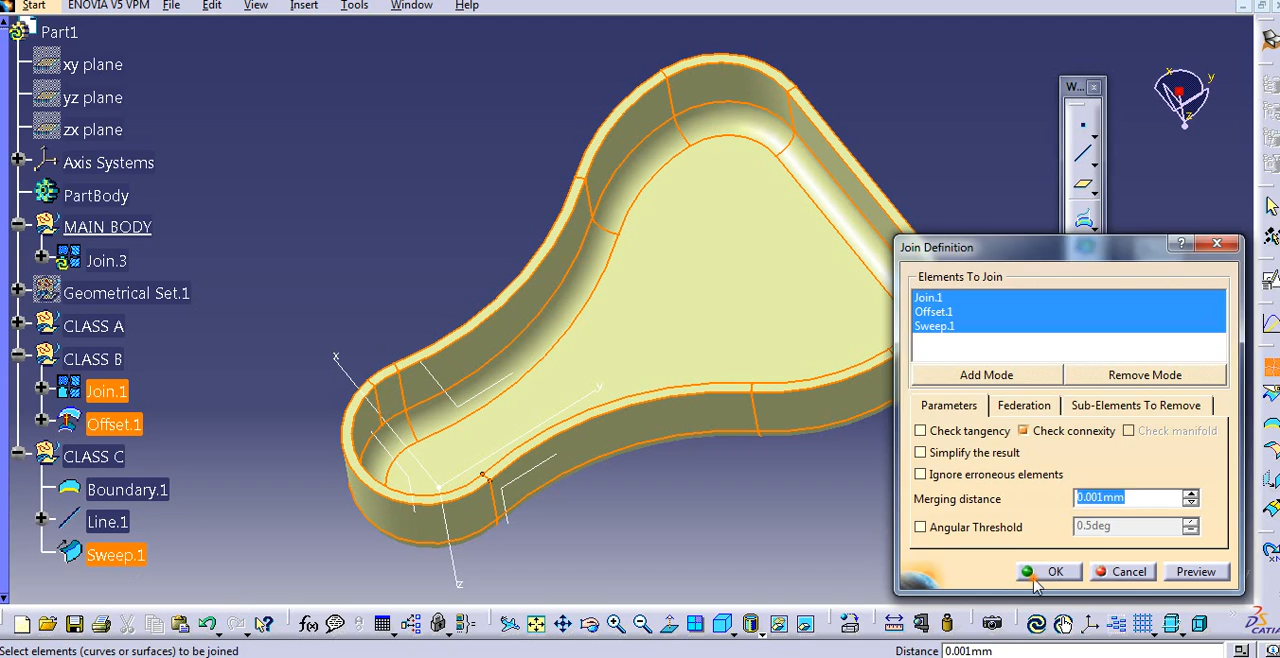 Start ENOVIA V5 VPM File Edit View Insert Tools Window Help
Part1
xy plane
yz plane
zx plane
Axis Systems
PartBody
MAIN BODY
Join.3
Geometrical Set.1
CLASS A
CLASS B
Join.1
Offset.1
CLASS C
Boundary.1
Line.1
Sweep.1
x
y
z
W...
x
y
z
Join Definition
Elements To Join
Join.1
Offset.1
Sweep.1
Add Mode Remove Mode
Parameters Federation Sub-Elements To Remove
Check tangency Check connexity Check manifold
Simplify the result
Ignore erroneous elements
Merging distance 0.001mm
Angular Threshold 0.5deg
OK Cancel Preview
f(x)
Select elements (curves or surfaces) to be joined Distance 0.001mm